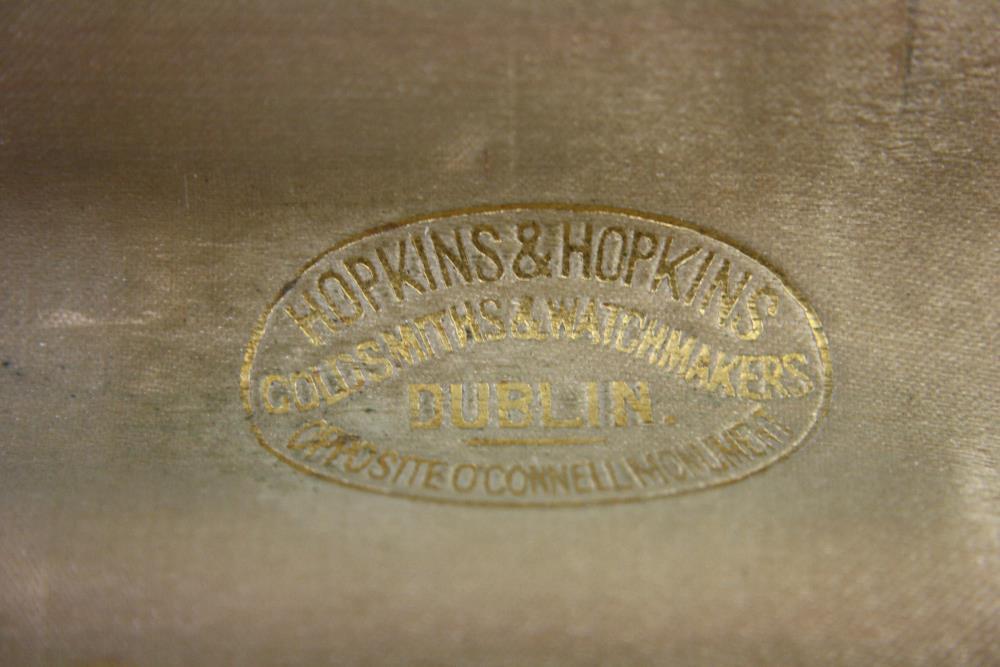 HOPKINS & HOPKINS
GOLDSMITHS & WATCHMAKERS
DUBLIN.
OPPOSITE O'CONNELL MONUMENT